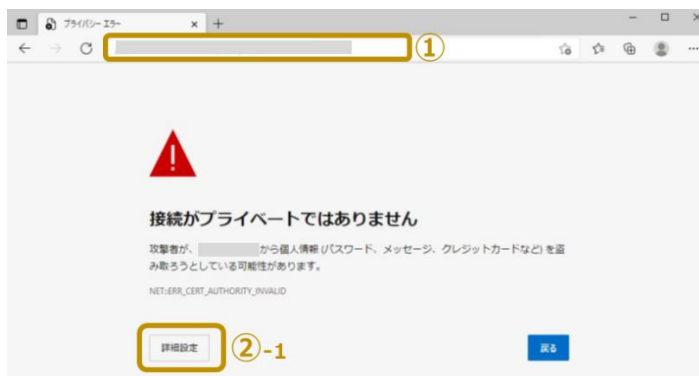 プライバシー エラー
①
接続がプライベートではありません
攻撃者が、 から個人情報 (パスワード、メッセージ、クレジットカードなど) を盗
み取ろうとしている可能性があります。
NET::ERR_CERT_AUTHORITY_INVALID
詳細設定
②-1
戻る